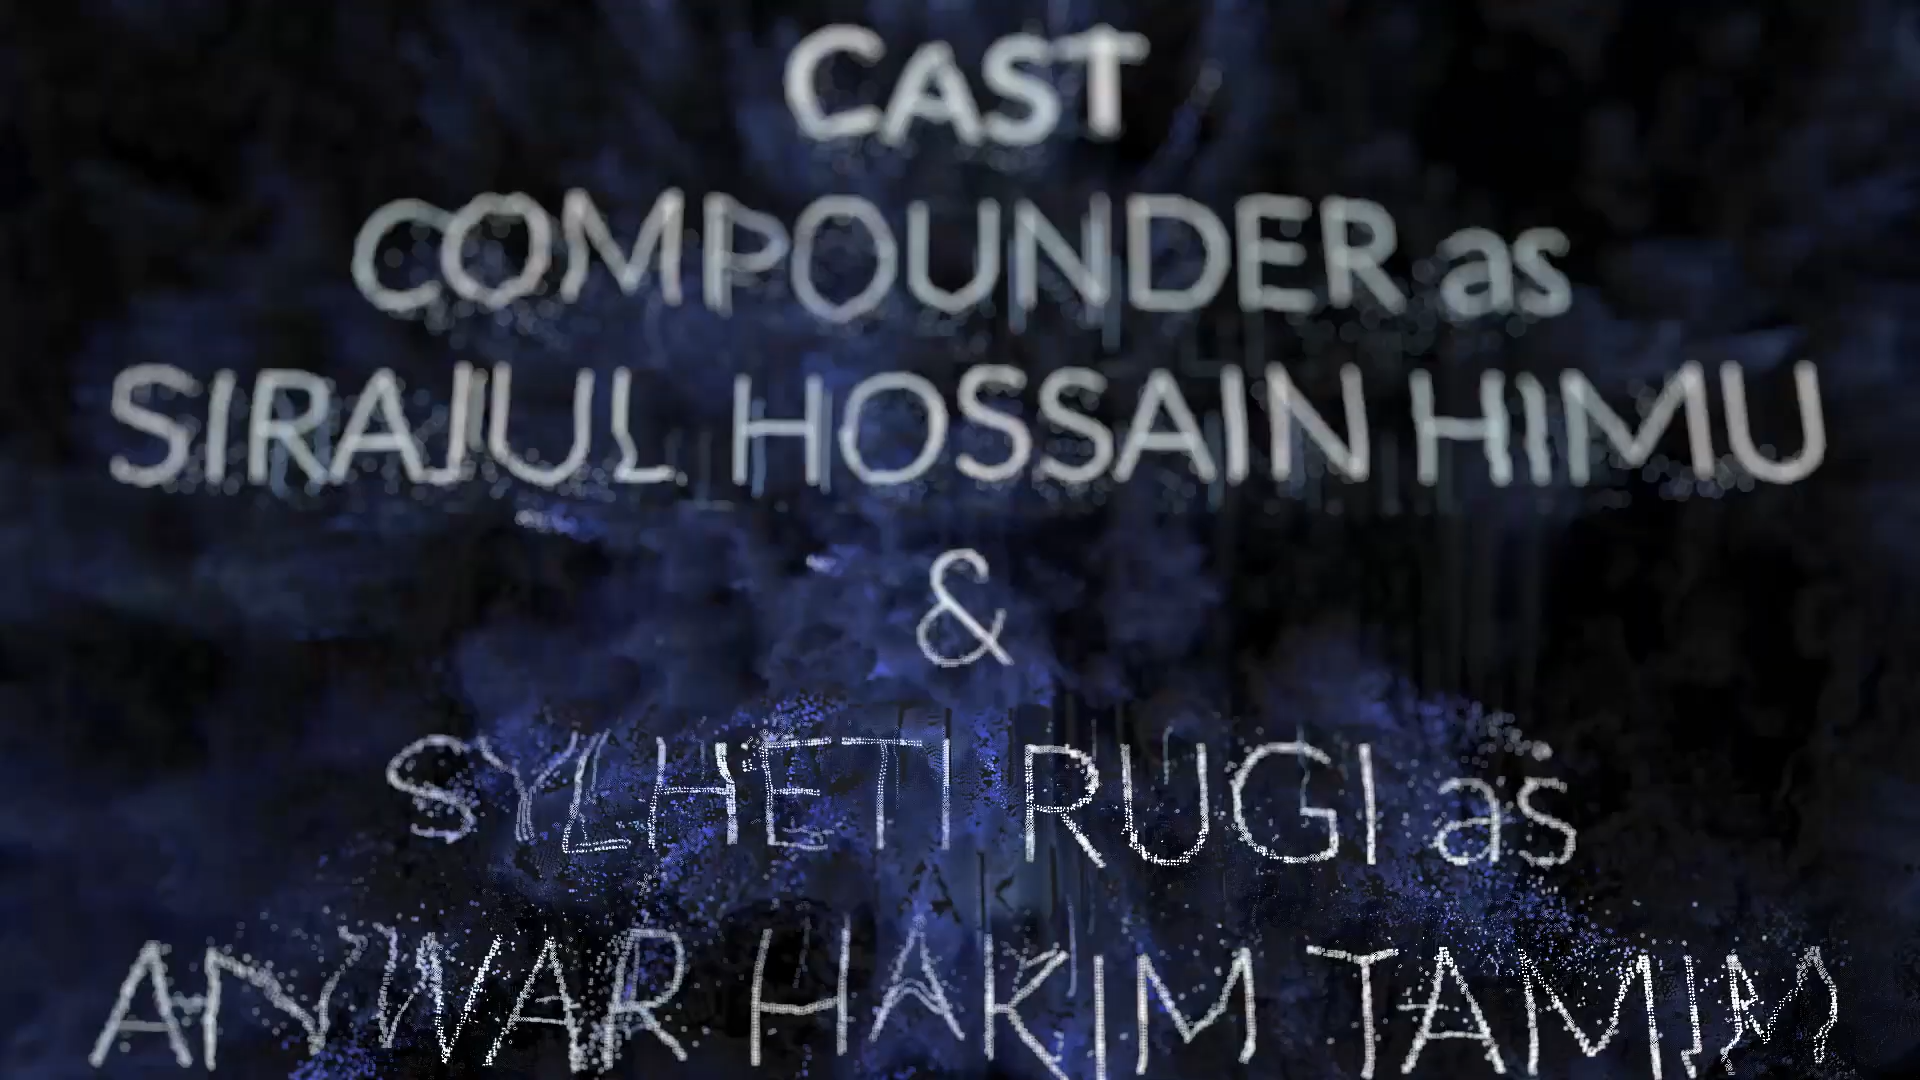 CAST
COMPOUNDER as
SIRAJUL HOSSAIN HIMU
&
SYLHETI RUGI as
ANWAR HAKIM TAMIM